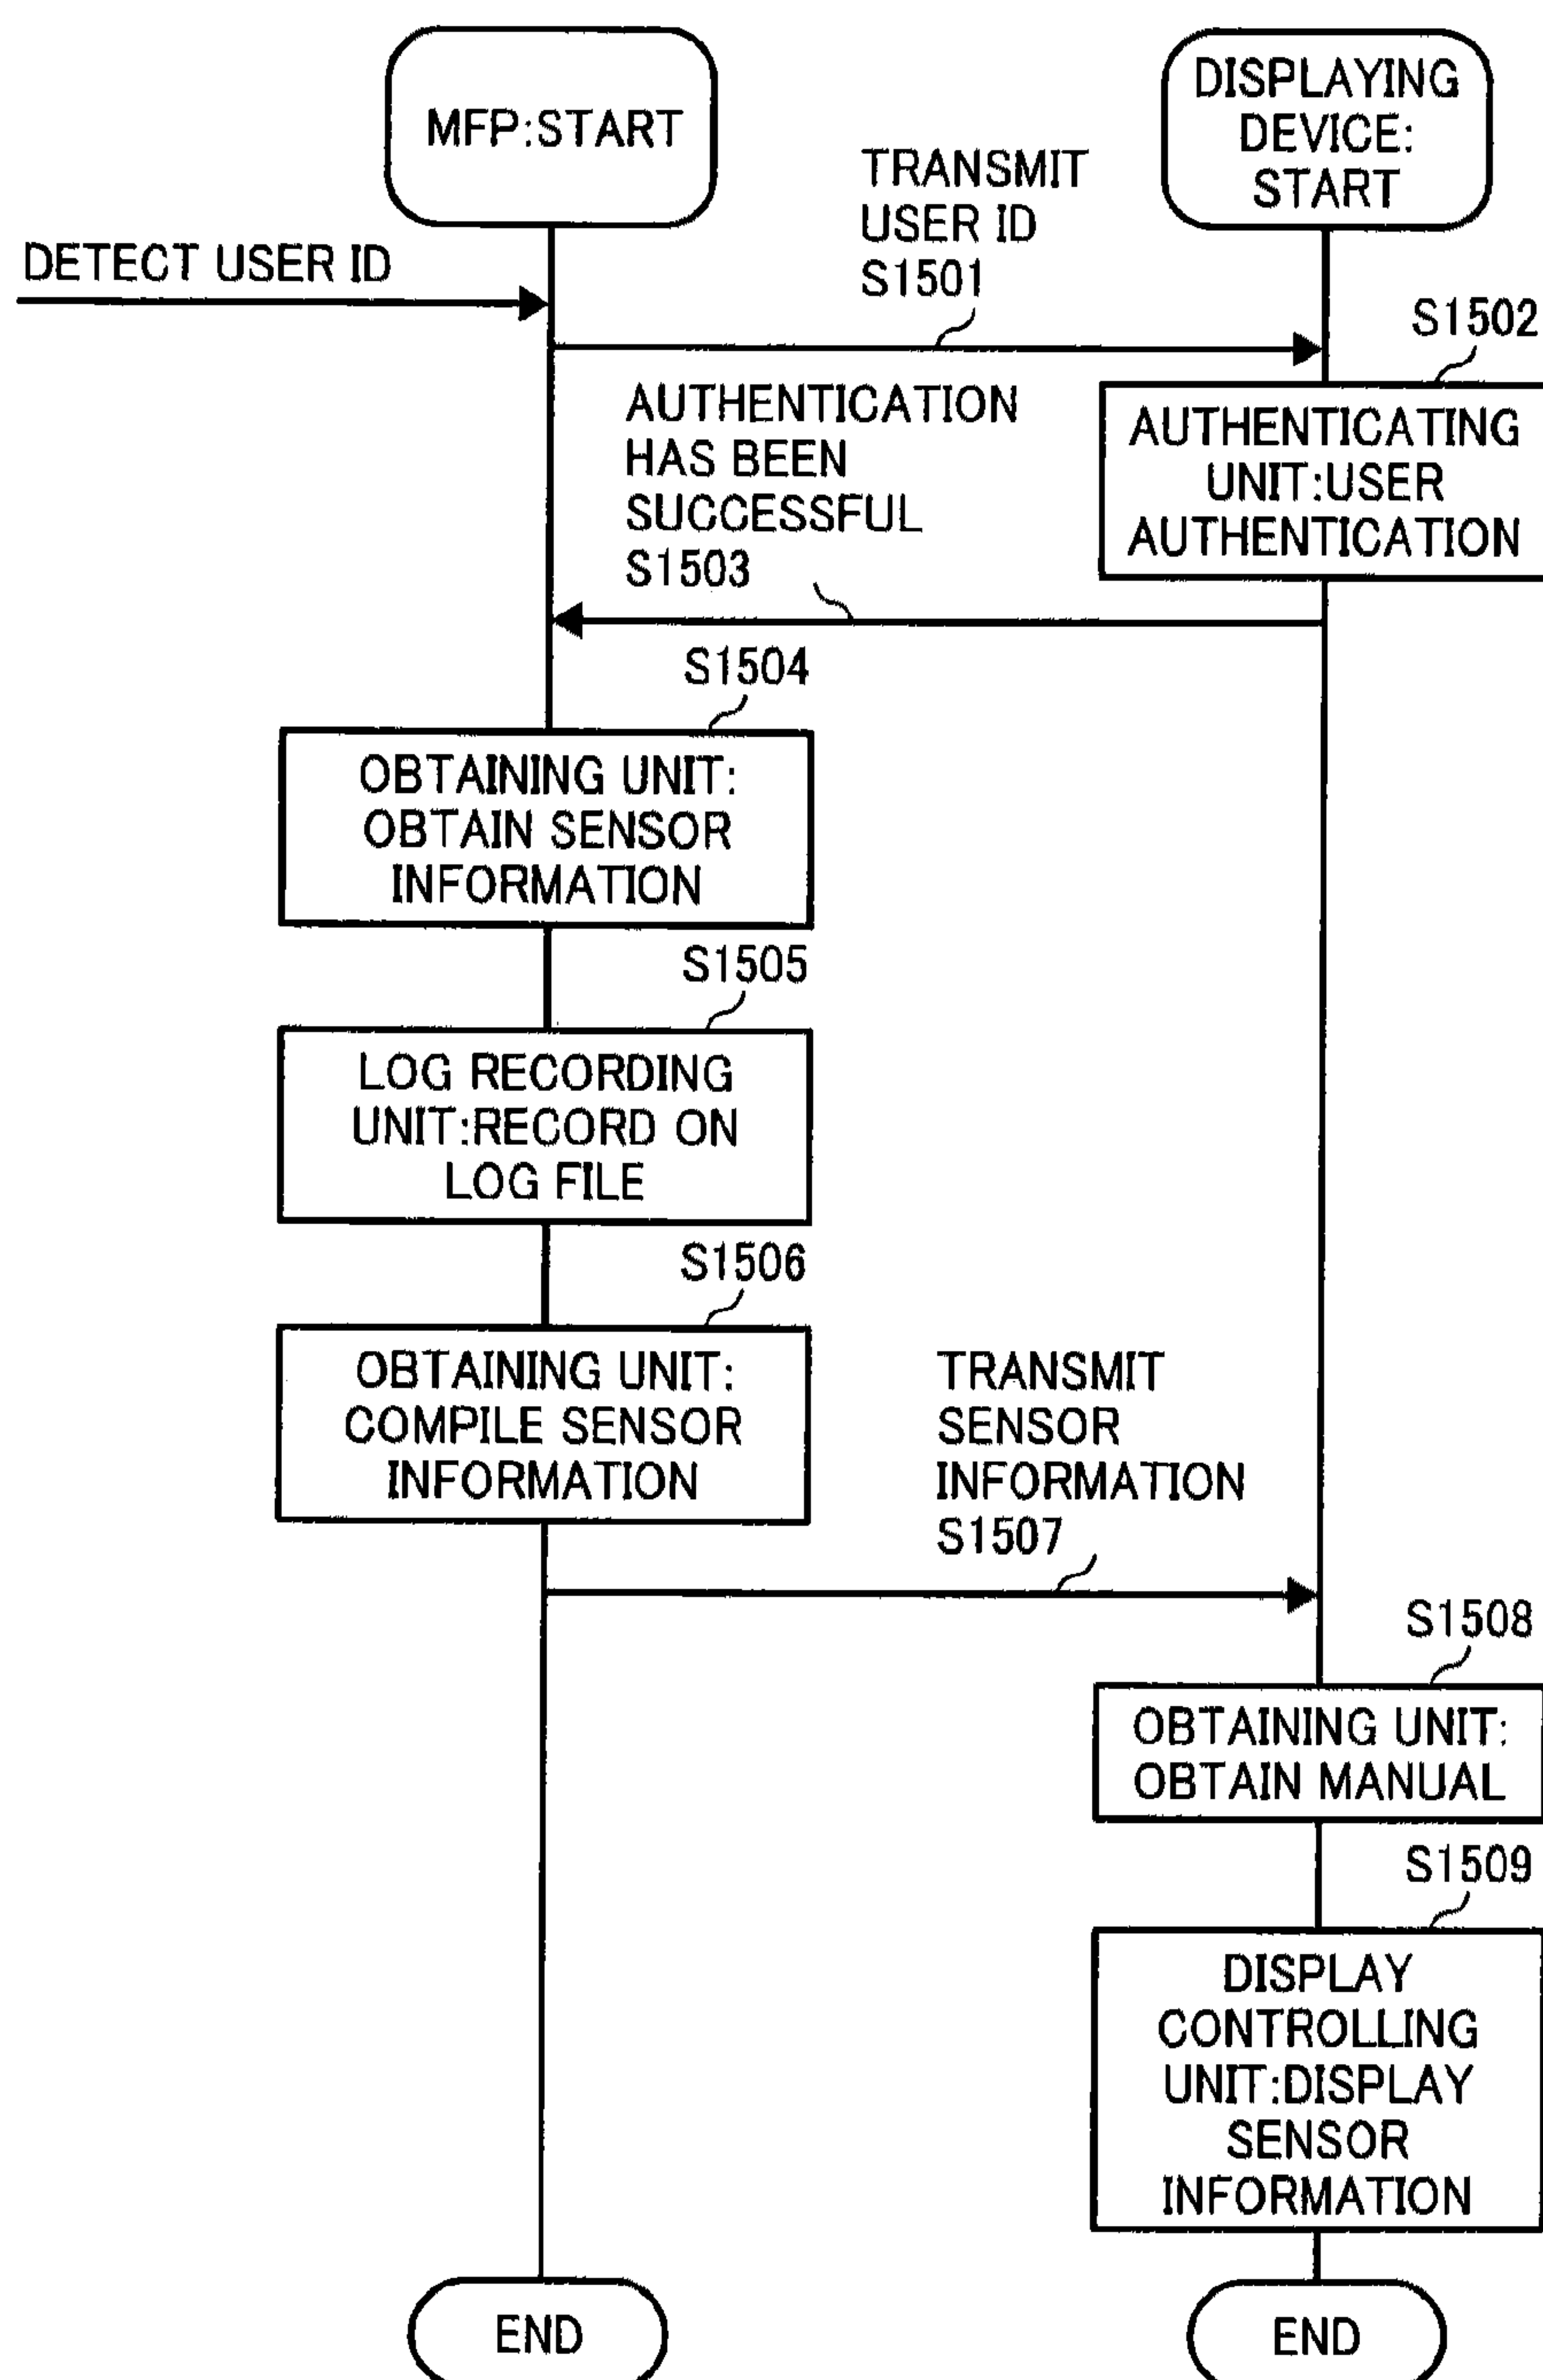 MFP:START
DISPLAYING
DEVICE:
START
DETECT USER ID
TRANSMIT
USER ID
S1501
S1502
AUTHENTICATING
UNIT:USER
AUTHENTICATION
AUTHENTICATION
HAS BEEN
SUCCESSFUL
S1503
S1504
OBTAINING UNIT:
OBTAIN SENSOR
INFORMATION
S1505
LOG RECORDING
UNIT:RECORD ON
LOG FILE
S1506
OBTAINING UNIT:
COMPILE SENSOR
INFORMATION
TRANSMIT
SENSOR
INFORMATION
S1507
S1508
OBTAINING UNIT:
OBTAIN MANUAL
S1509
DISPLAY
CONTROLLING
UNIT:DISPLAY
SENSOR
INFORMATION
END
END